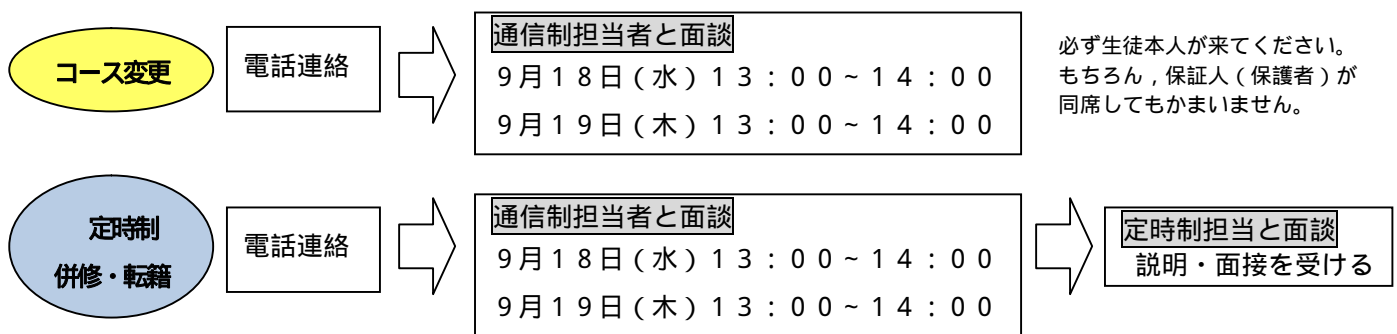 コース変更
電話連絡
通信制担当者と面談
9月18日(水)13:00~14:00
9月19日(木)13:00~14:00
必ず生徒本人が来てください。
もちろん,保証人(保護者)が
同席してもかまいません。
定時制
併修・転籍
電話連絡
通信制担当者と面談
9月18日(水)13:00~14:00
9月19日(木)13:00~14:00
定時制担当と面談
説明・面接を受ける